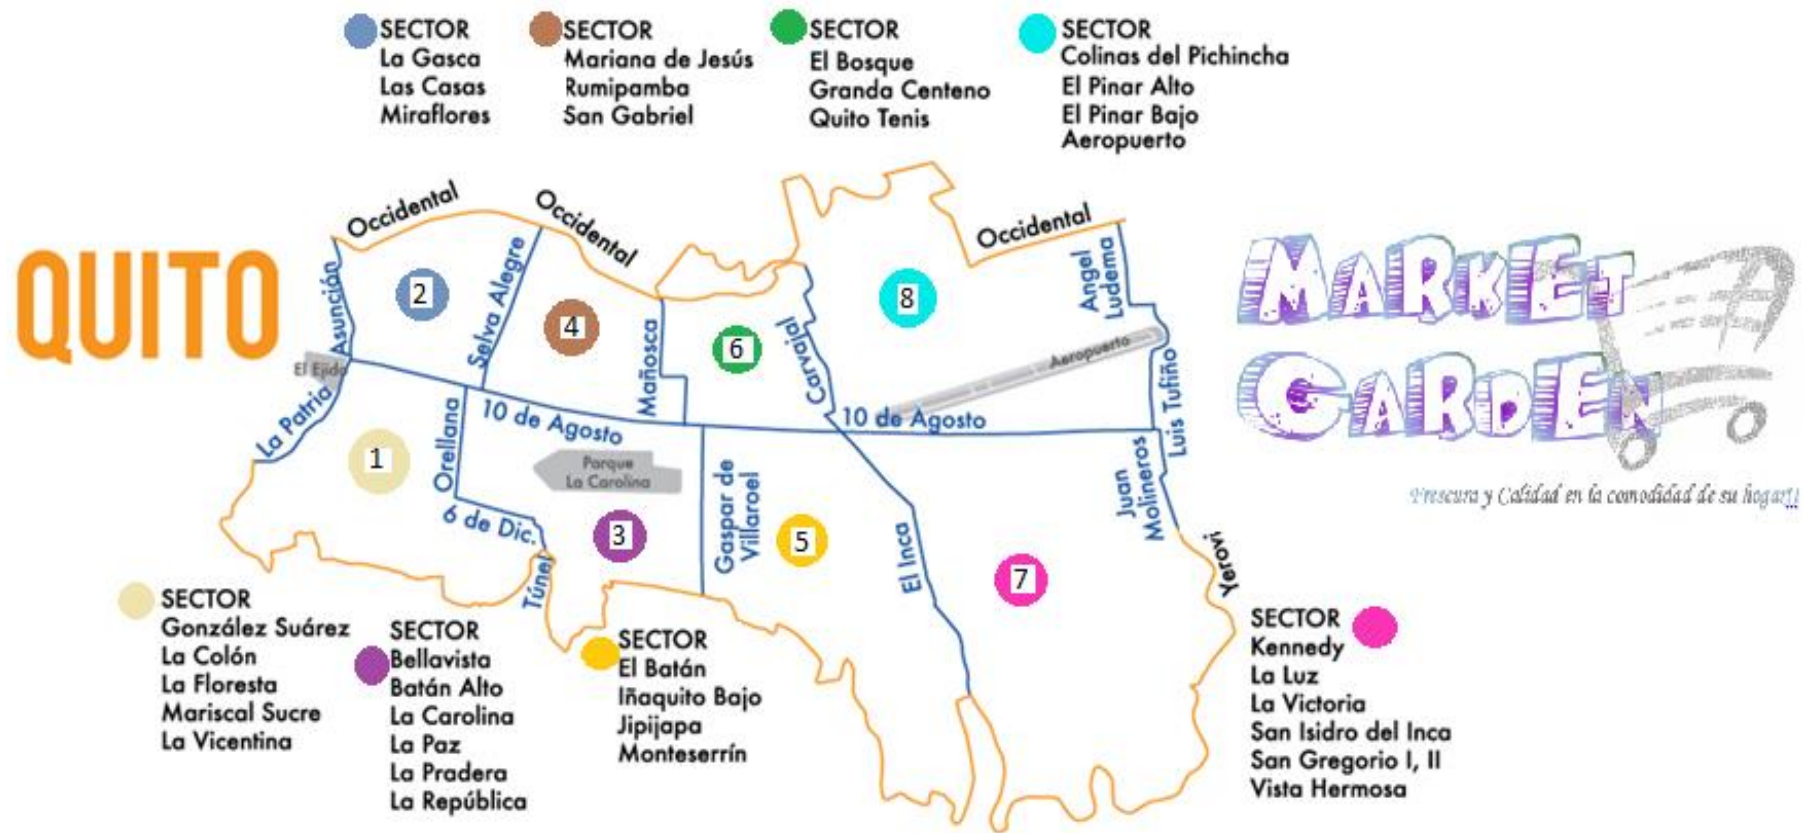 SECTOR
La Gasca
Las Casas
Miraflores
SECTOR
Mariana de Jesús
Rumipamba
San Gabriel
SECTOR
El Bosque
Granda Centeno
Quito Tenis
SECTOR
Colinas del Pichincha
El Pinar Alto
El Pinar Bajo
Aeropuerto
QUITO
Occidental
Occidental
Occidental
Asunción
2
Selva Alegre
4
Mañosca
6
Carvajal
8
Angel
Ludema
Aeropuerto
El Ejido
La Patria
1
Orellana
10 de Agosto
10 de Agosto
Luis Tufiño
Parque
La Carolina
6 de Dic.
3
Túnel
Gaspar de
Villaroel
5
El Inca
7
Juan
Molineros
Yerovi
MARKET
GARDEN
Frescura y Calidad en la comodidad de su hogar!!
SECTOR
González Suárez
La Colón
La Floresta
Mariscal Sucre
La Vicentina
SECTOR
Bellavista
Batán Alto
La Carolina
La Paz
La Pradera
La República
SECTOR
El Batán
Iñaquito Bajo
Jipijapa
Monteserrín
SECTOR
Kennedy
La Luz
La Victoria
San Isidro del Inca
San Gregorio I, II
Vista Hermosa